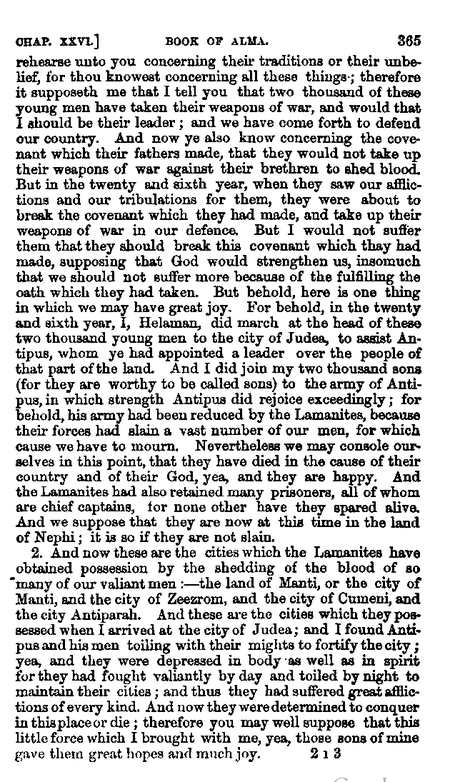 CHAP. XXVI.] BOOK OF ALMA. 365
rehearse unto you concerning their traditions or their unbe-
lief, for thou knowest concerning all these things; therefore
it supposeth me that I tell you that two thousand of these
young men have taken their weapons of war, and would that
I should be their leader; and we have come forth to defend
our country. And now ye also know concerning the cove-
nant which their fathers made, that they would not take up
their weapons of war against their brethren to shed blood.
But in the twenty and sixth year, when they saw our afflic-
tions and our tribulations for them, they were about to
break the covenant which they had made, and take up their
weapons of war in our defence. But I would not suffer
them that they should break this covenant which thay had
made, supposing that God would strengthen us, insomuch
that we should not suffer more because of the fulfilling the
oath which they had taken. But behold, here is one thing
in which we may have great joy. For behold, in the twenty
and sixth year, I, Helaman, did march at the head of these
two thousand young men to the city of Judea, to assist An-
tipus, whom ye had appointed a leader over the people of
that part of the land. And I did join my two thousand sons
(for they are worthy to be called sons) to the army of Anti-
pus, in which strength Antipus did rejoice exceedingly; for
behold, his army had been reduced by the Lamanites, because
their forces had slain a vast number of our men, for which
cause we have to mourn. Nevertheless we may console our-
selves in this point, that they have died in the cause of their
country and of their God, yea, and they are happy. And
the Lamanites had also retained many prisoners, all of whom
are chief captains, for none other have they spared alive.
And we suppose that they are now at this time in the land
of Nephi; it is so if they are not slain.
2. And now these are the cities which the Lamanites have
obtained possession by the shedding of the blood of so
many of our valiant men:—the land of Manti, or the city of
Manti, and the city of Zeezrom, and the city of Cumeni, and
the city Antiparah. And these are the cities which they pos-
sessed when I arrived at the city of Judea; and I found Anti-
pus and his men toiling with their mights to fortify the city;
yea, and they were depressed in body as well as in spirit
for they had fought valiantly by day and toiled by night to
maintain their cities; and thus they had suffered great afflic-
tions of every kind. And now they were determined to conquer
in this place or die; therefore you may well suppose that this
little force which I brought with me, yea, those sons of mine
gave them great hopes and much joy. 2 I 3